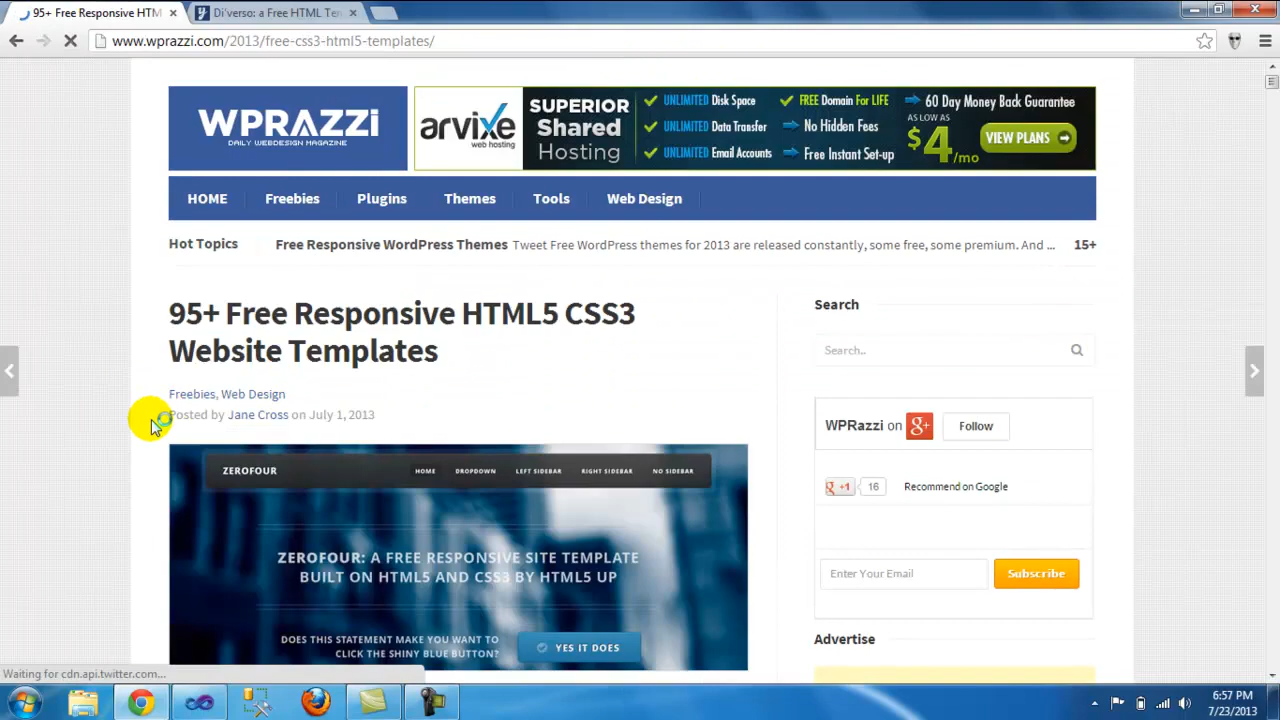 95+ Free Responsive HTM
Di'verso: a Free HTML Ten
www.wprazzi.com/2013/free-css3-html5-templates/
WPRAZZI
DAILY WEBDESIGN MAGAZINE
arvixe
web hosting
SUPERIOR
Shared
Hosting
UNLIMITED Disk Space
UNLIMITED Data Transfer
UNLIMITED Email Accounts
FREE Domain For LIFE
No Hidden Fees
Free Instant Set-up
60 Day Money Back Guarantee
AS LOW AS
$4/mo
VIEW PLANS
HOME Freebies Plugins Themes Tools Web Design
Hot Topics Free Responsive WordPress Themes Tweet Free WordPress themes for 2013 are released constantly, some free, some premium. And ... 15+
95+ Free Responsive HTML5 CSS3
Website Templates
Freebies, Web Design
Posted by Jane Cross on July 1, 2013
ZEROFOUR HOME DROPDOWN LEFT SIDEBAR RIGHT SIDEBAR NO SIDEBAR
ZEROFOUR: A FREE RESPONSIVE SITE TEMPLATE
BUILT ON HTML5 AND CSS3 BY HTML5 UP
DOES THIS STATEMENT MAKE YOU WANT TO
CLICK THE SHINY BLUE BUTTON?
YES IT DOES
Search
Search..
WPRazzi on g+ Follow
g +1 16 Recommend on Google
Enter Your Email Subscribe
Advertise
Waiting for cdn.api.twitter.com...
6:57 PM
7/23/2013